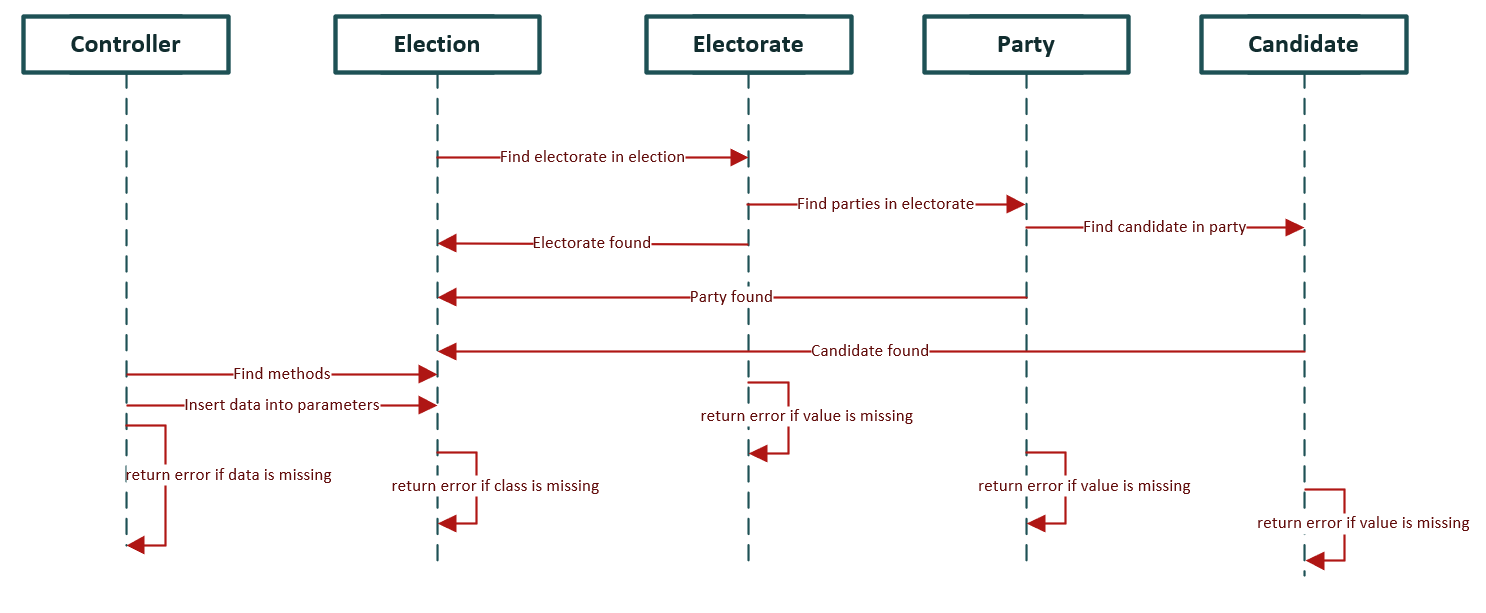 Controller
Election
Electorate
Party
Candidate
Find electorate in election
Find parties in electorate
Find candidate in party
Electorate found
Party found
Candidate found
Find methods
Insert data into parameters
return error if value is missing
return error if data is missing
return error if class is missing
return error if value is missing
return error if value is missing